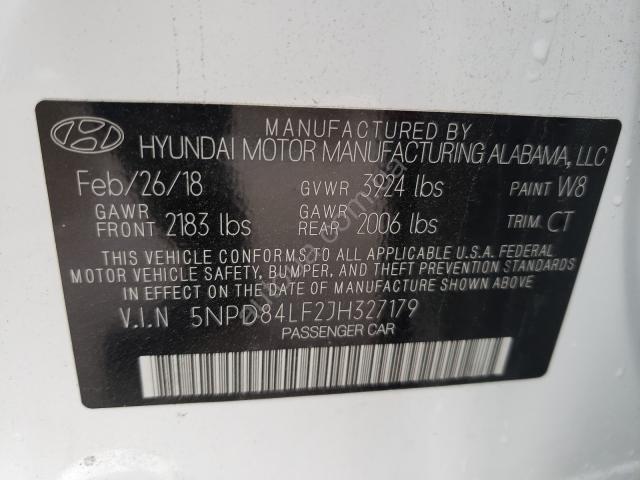 MANUFACTURED BY
HYUNDAI MOTOR MANUFACTURING ALABAMA, LLC
Feb/26/18 GVWR 3924 lbs PAINT W8
GAWR FRONT 2183 lbs GAWR REAR 2006 lbs TRIM CT
THIS VEHICLE CONFORMS TO ALL APPLICABLE U.S.A. FEDERAL
MOTOR VEHICLE SAFETY, BUMPER, AND THEFT PREVENTION STANDARDS
IN EFFECT ON THE DATE OF MANUFACTURE SHOWN ABOVE.
V.I.N 5NPD84LF2JH327179
PASSENGER CAR